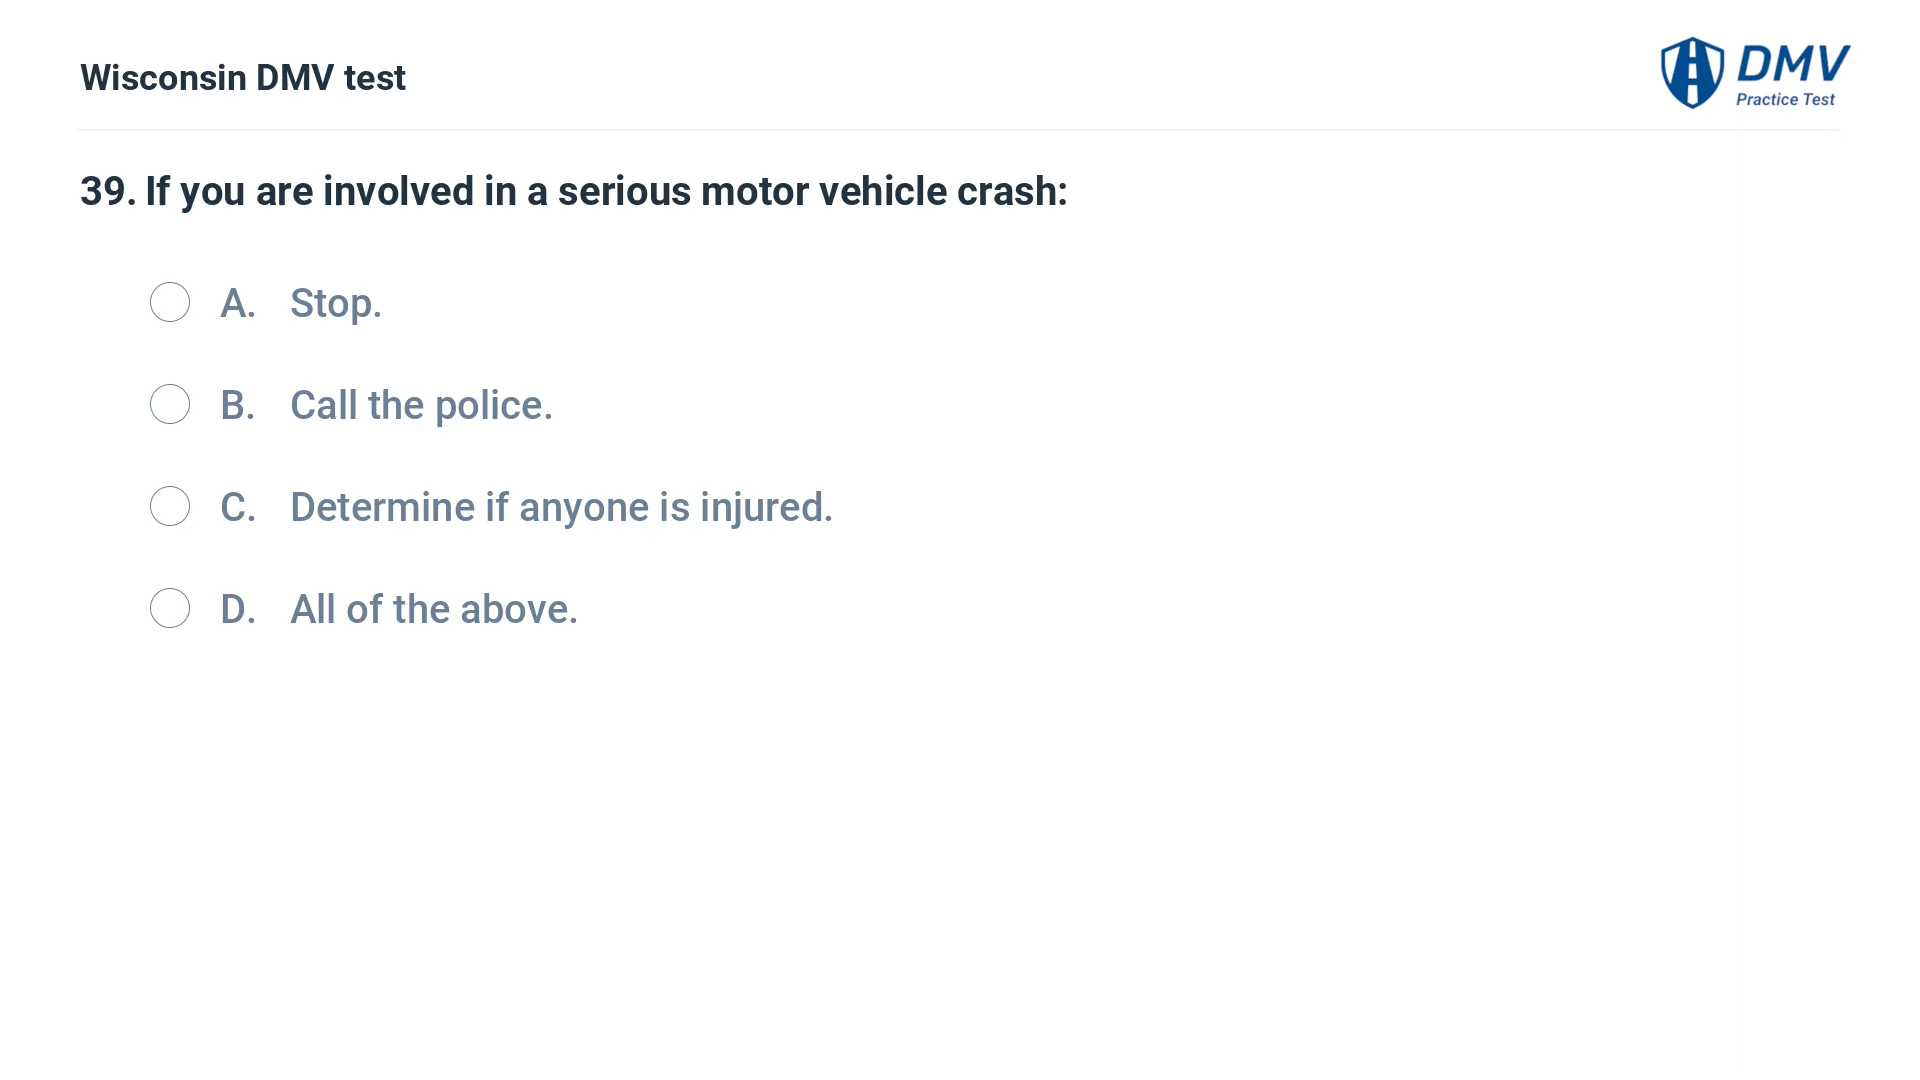 Wisconsin DMV test
DMV
Practice Test
39. If you are involved in a serious motor vehicle crash:
A. Stop.
B. Call the police.
C. Determine if anyone is injured.
D. All of the above.